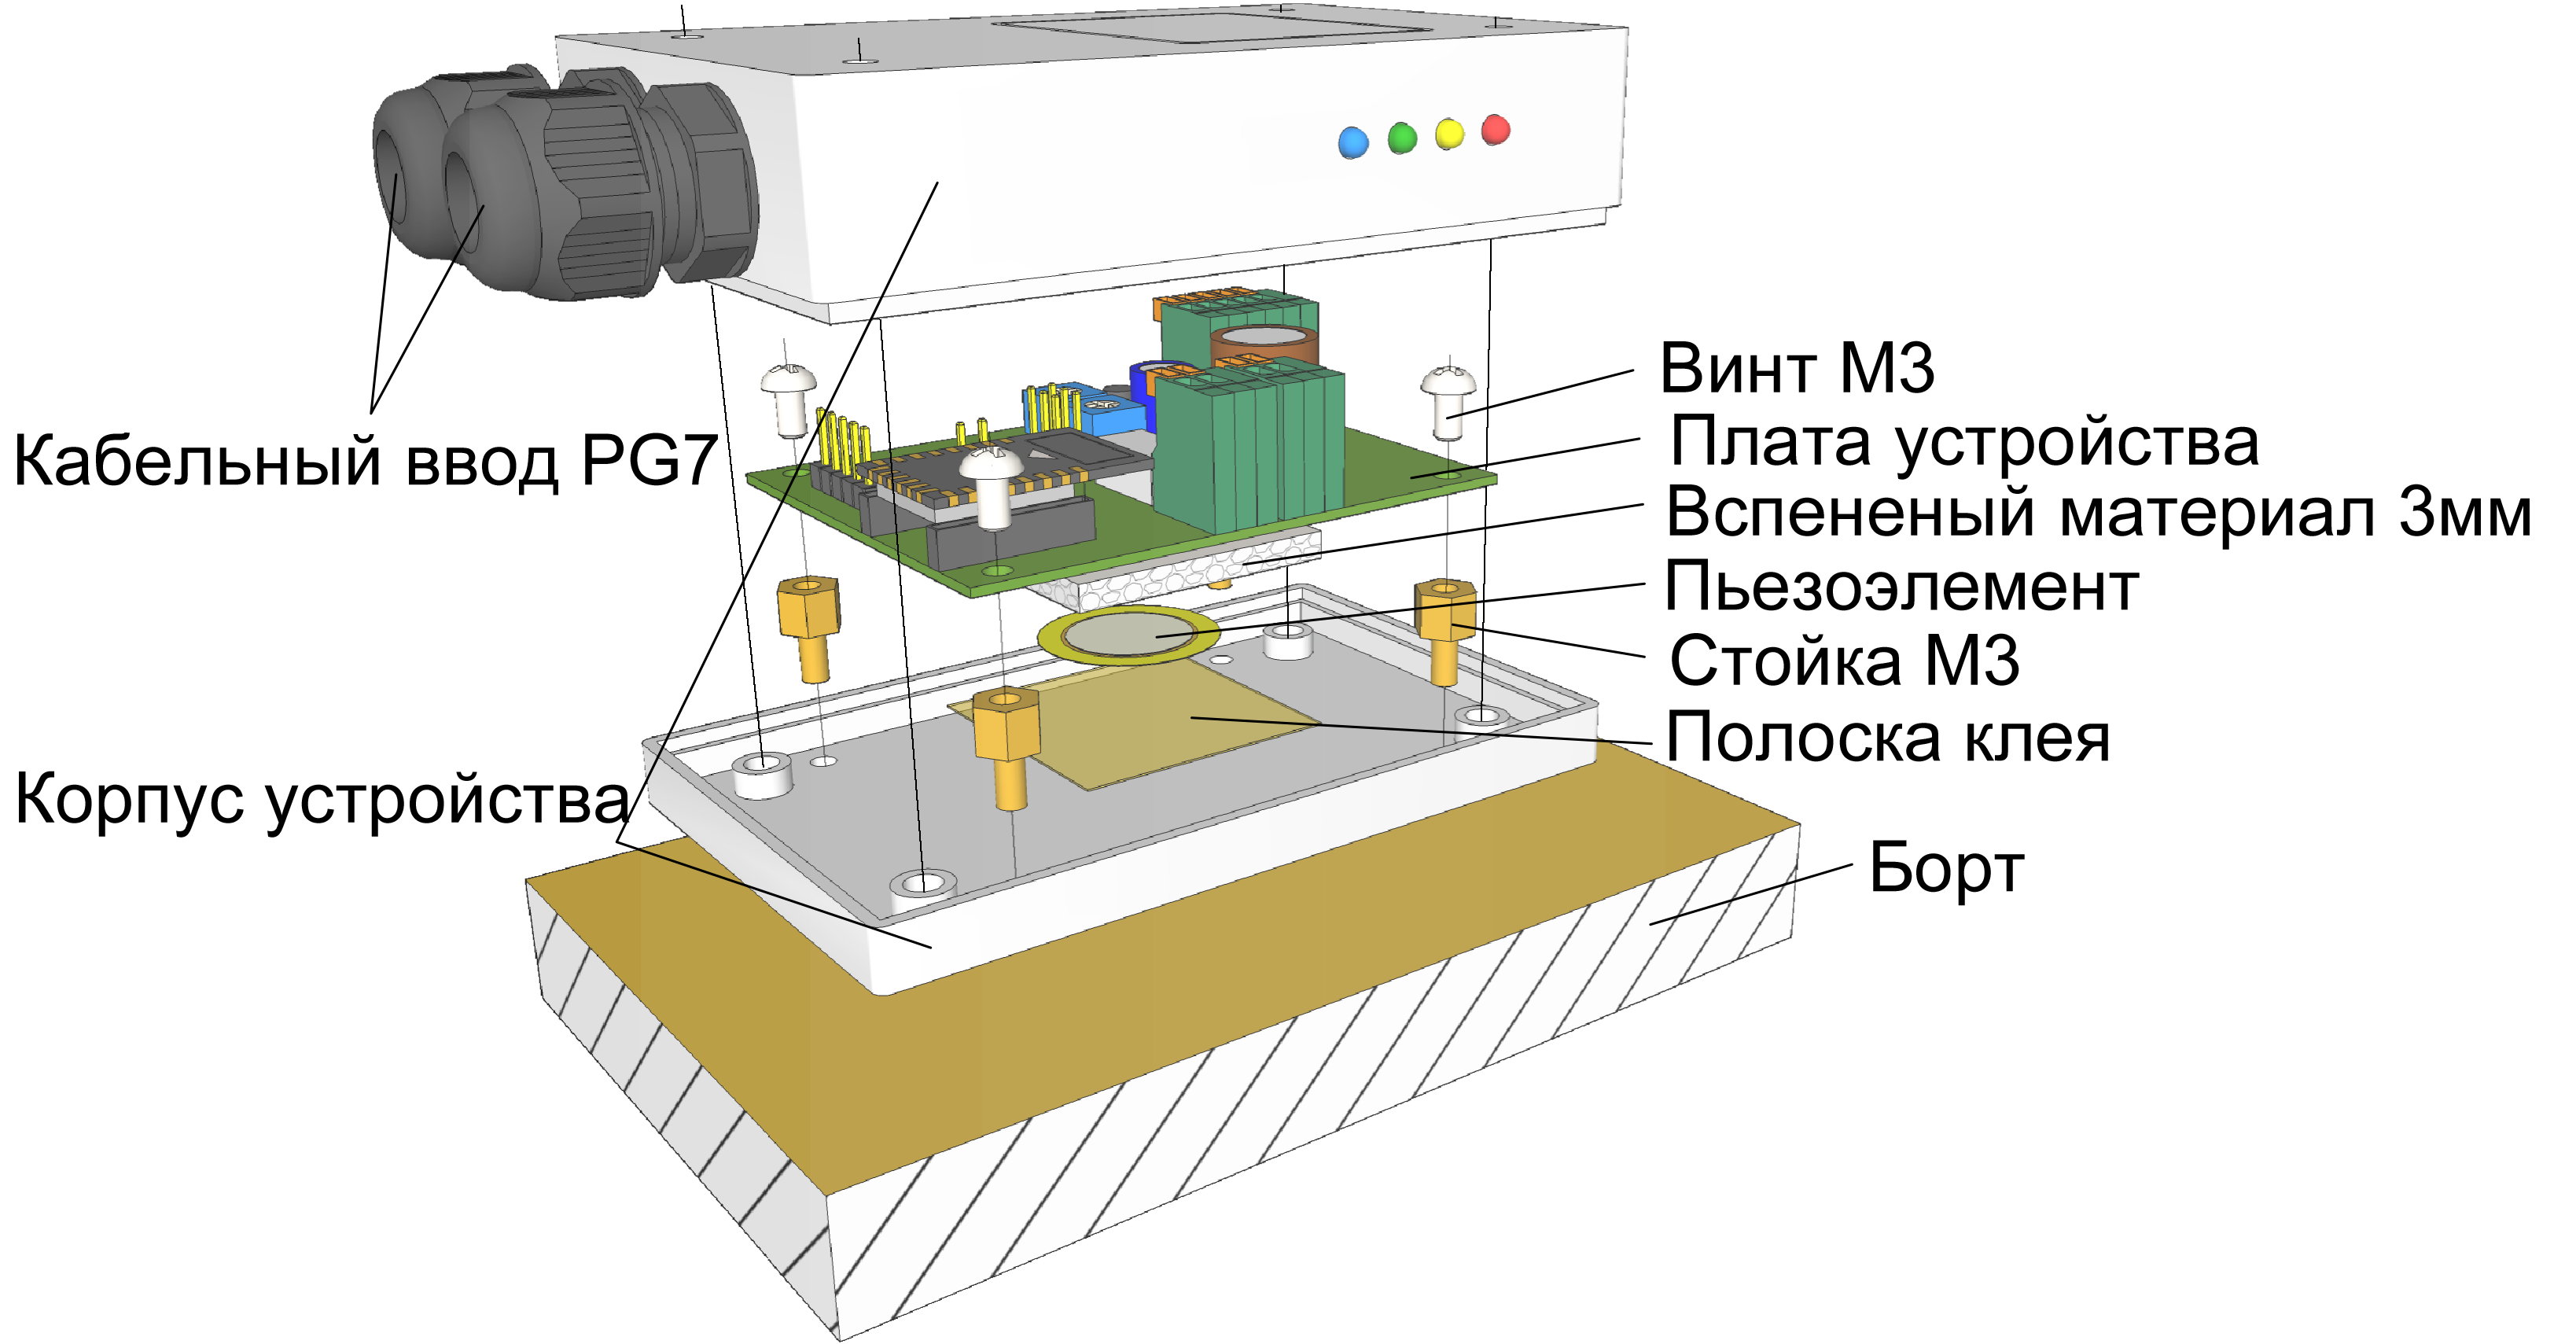 Винт М3
Плата устройства
Вспененый материал 3мм
Пьезоэлемент
Стойка М3
Полоска клея
Борт
Кабельный ввод PG7
Корпус устройства